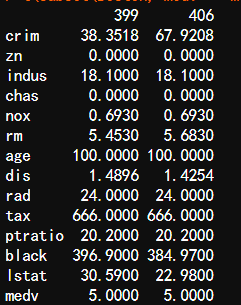 399 406
crim 38.3518 67.9208
zn 0.0000 0.0000
indus 18.1000 18.1000
chas 0.0000 0.0000
nox 0.6930 0.6930
rm 5.4530 5.6830
age 100.0000 100.0000
dis 1.4896 1.4254
rad 24.0000 24.0000
tax 666.0000 666.0000
ptratio 20.2000 20.2000
black 396.9000 384.9700
lstat 30.5900 22.9800
medv 5.0000 5.0000